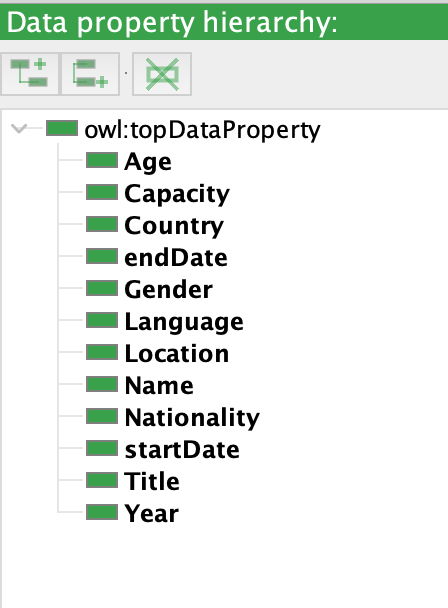 Data property hierarchy:
owl:topDataProperty
Age
Capacity
Country
endDate
Gender
Language
Location
Name
Nationality
startDate
Title
Year